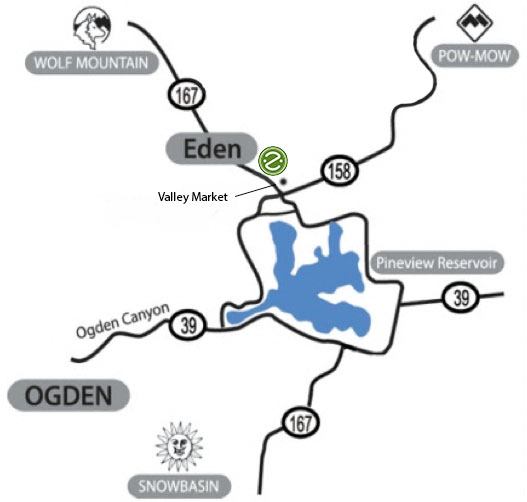 WOLF MOUNTAIN
POW-MOW
167
Eden
e
158
Valley Market
Pineview Reservoir
39
Ogden Canyon
39
OGDEN
167
SNOWBASIN